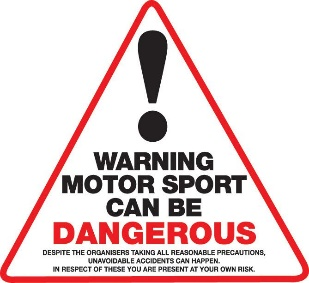 WARNING
MOTOR SPORT
CAN BE
DANGEROUS
DESPITE THE ORGANISERS TAKING ALL REASONABLE PRECAUTIONS,
UNAVOIDABLE ACCIDENTS CAN HAPPEN.
IN RESPECT OF THESE YOU ARE PRESENT AT YOUR OWN RISK.